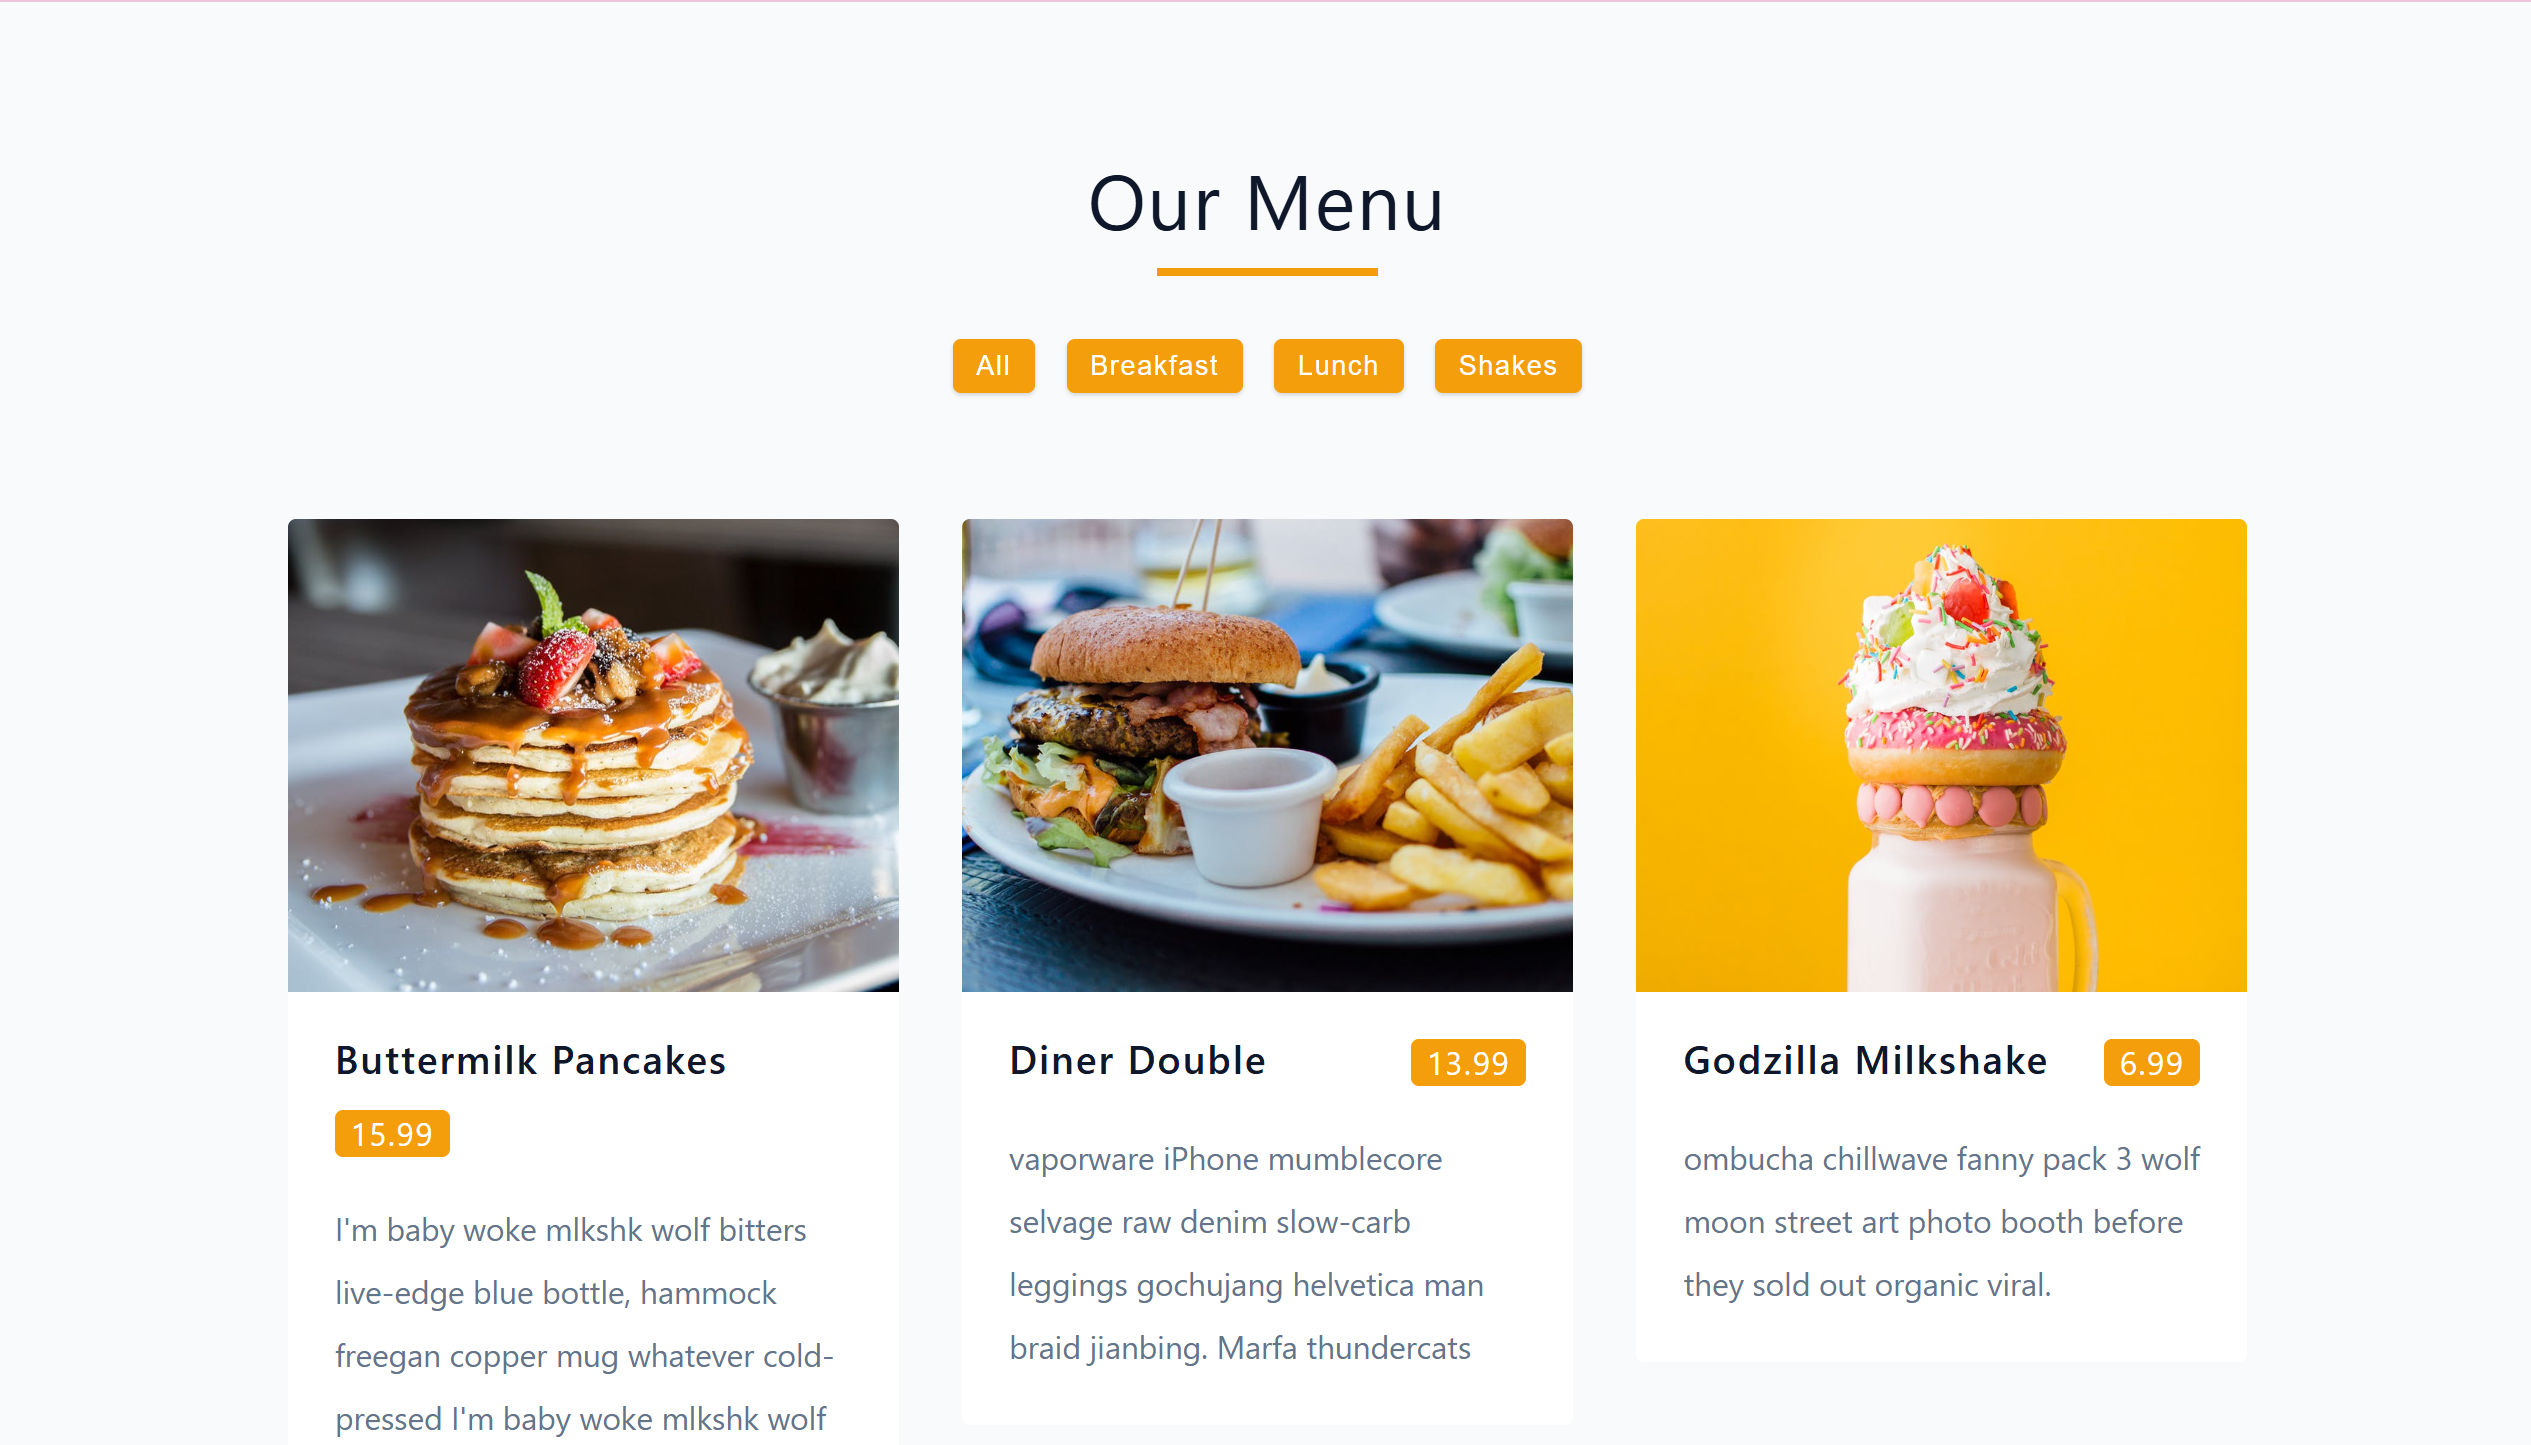 Our Menu
All
Breakfast
Lunch
Shakes
Buttermilk Pancakes
15.99
I'm baby woke mlkshk wolf bitters
live-edge blue bottle, hammock
freegan copper mug whatever cold-
pressed I'm baby woke mlkshk wolf
Diner Double
13.99
vaporware iPhone mumblecore
selvage raw denim slow-carb
leggings gochujang helvetica man
braid jianbing. Marfa thundercats
Godzilla Milkshake
6.99
ombucha chillwave fanny pack 3 wolf
moon street art photo booth before
they sold out organic viral.